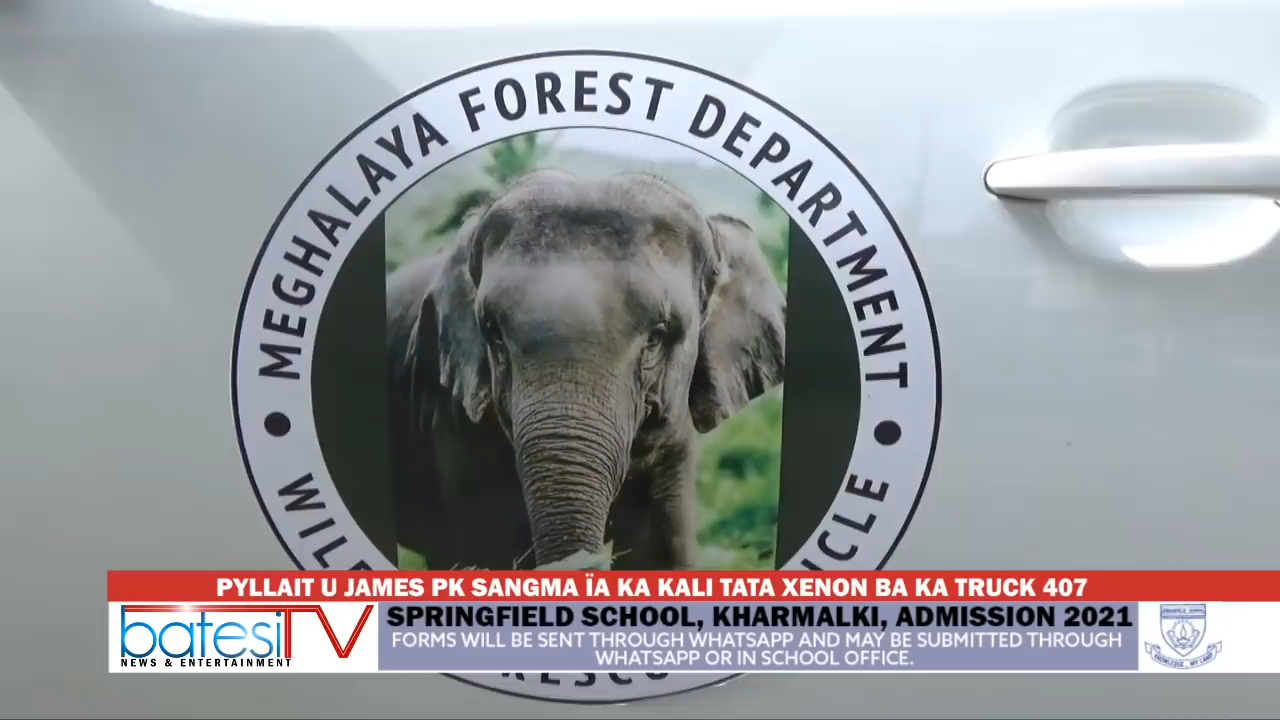 MEGHALAYA FOREST DEPARTMENT
PYLLAIT U JAMES PK SANGMA ÏA KA KALI TATA XENON BA KA TRUCK 407
batesi TV
NEWS & ENTERTAINMENT
SPRINGFIELD SCHOOL, KHARMALKI, ADMISSION 2021
FORMS WILL BE SENT THROUGH WHATSAPP AND MAY BE SUBMITTED THROUGH
WHATSAPP OR IN SCHOOL OFFICE.